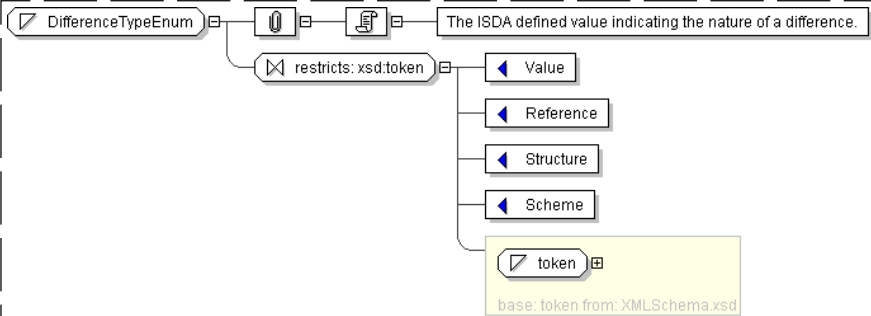 DifferenceTypeEnum
The ISDA defined value indicating the nature of a difference.
restricts: xsd:token
Value
Reference
Structure
Scheme
token
base: token from: XMLSchema.xsd